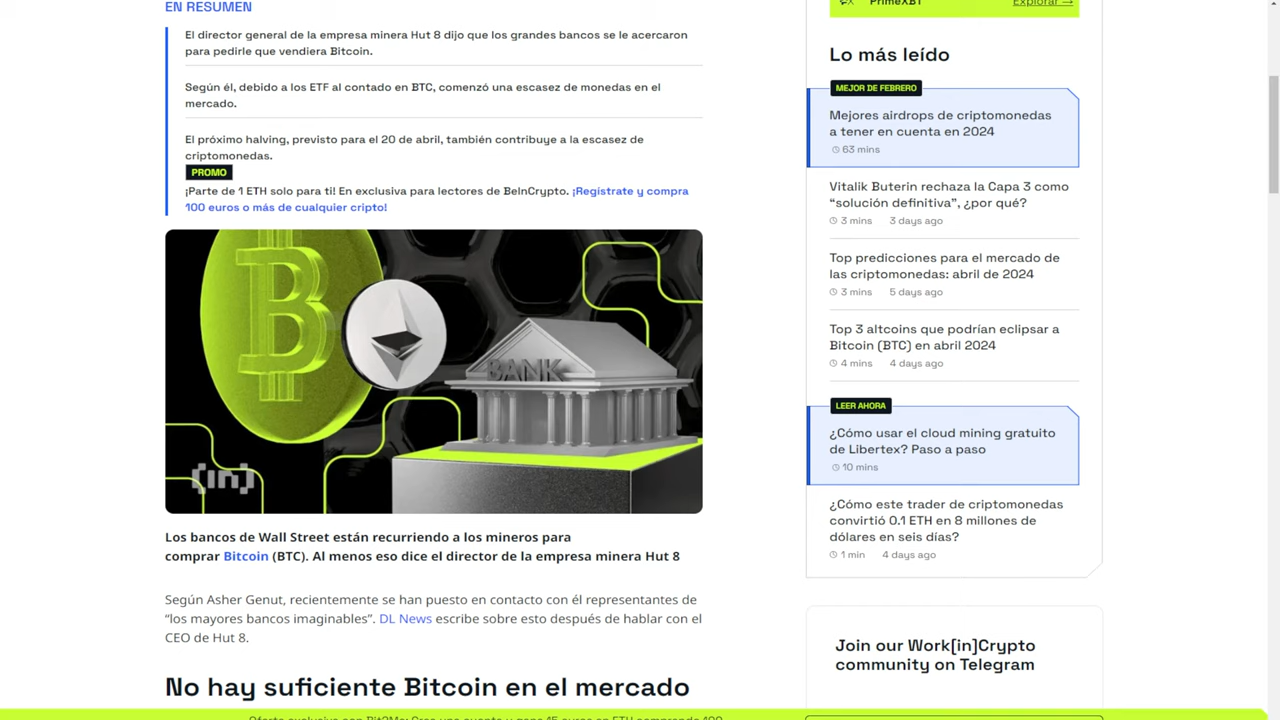 EN RESUMEN
El director general de la empresa minera Hut 8 dijo que los grandes bancos se le acercaron
para pedirle que vendiera Bitcoin.
Según él, debido a los ETF al contado en BTC, comenzó una escasez de monedas en el
mercado.
El próximo halving, previsto para el 20 de abril, también contribuye a la escasez de
criptomonedas.
PROMO
¡Parte de 1 ETH solo para ti! En exclusiva para lectores de BeInCrypto. ¡Regístrate y compra
100 euros o más de cualquier cripto!
BANK
Los bancos de Wall Street están recurriendo a los mineros para
comprar Bitcoin (BTC). Al menos eso dice el director de la empresa minera Hut 8
Según Asher Genut, recientemente se han puesto en contacto con él representantes de
“los mayores bancos imaginables”. DL News escribe sobre esto después de hablar con el
CEO de Hut 8.
No hay suficiente Bitcoin en el mercado
PrimeXBT
Explorar →
Lo más leído
MEJOR DE FEBRERO
Mejores airdrops de criptomonedas
a tener en cuenta en 2024
63 mins
Vitalik Buterin rechaza la Capa 3 como
“solución definitiva”, ¿por qué?
3 mins 3 days ago
Top predicciones para el mercado de
las criptomonedas: abril de 2024
3 mins 5 days ago
Top 3 altcoins que podrían eclipsar a
Bitcoin (BTC) en abril 2024
4 mins 4 days ago
LEER AHORA
¿Cómo usar el cloud mining gratuito
de Libertex? Paso a paso
10 mins
¿Cómo este trader de criptomonedas
convirtió 0.1 ETH en 8 millones de
dólares en seis días?
1 min 4 days ago
Join our Work[in]Crypto
community on Telegram